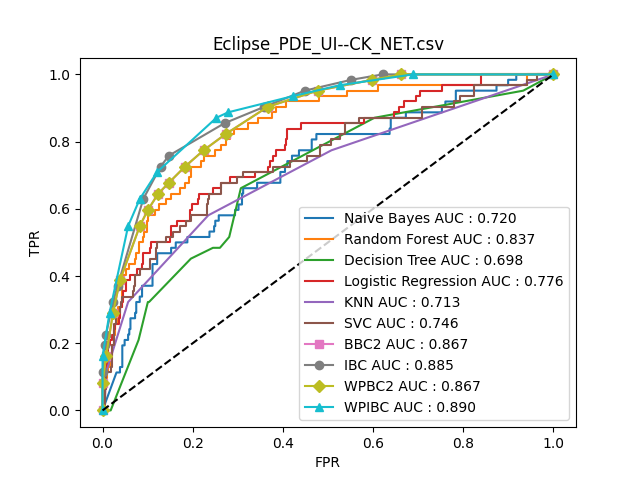 Eclipse_PDE_UI--CK_NET.csv
1.0
0.8
0.6
0.4
0.2
0.0
TPR
0.0 0.2 0.4 0.6 0.8 1.0
FPR
Naive Bayes AUC : 0.720
Random Forest AUC : 0.837
Decision Tree AUC : 0.698
Logistic Regression AUC : 0.776
KNN AUC : 0.713
SVC AUC : 0.746
BBC2 AUC : 0.867
IBC AUC : 0.885
WPBC2 AUC : 0.867
WPIBC AUC : 0.890